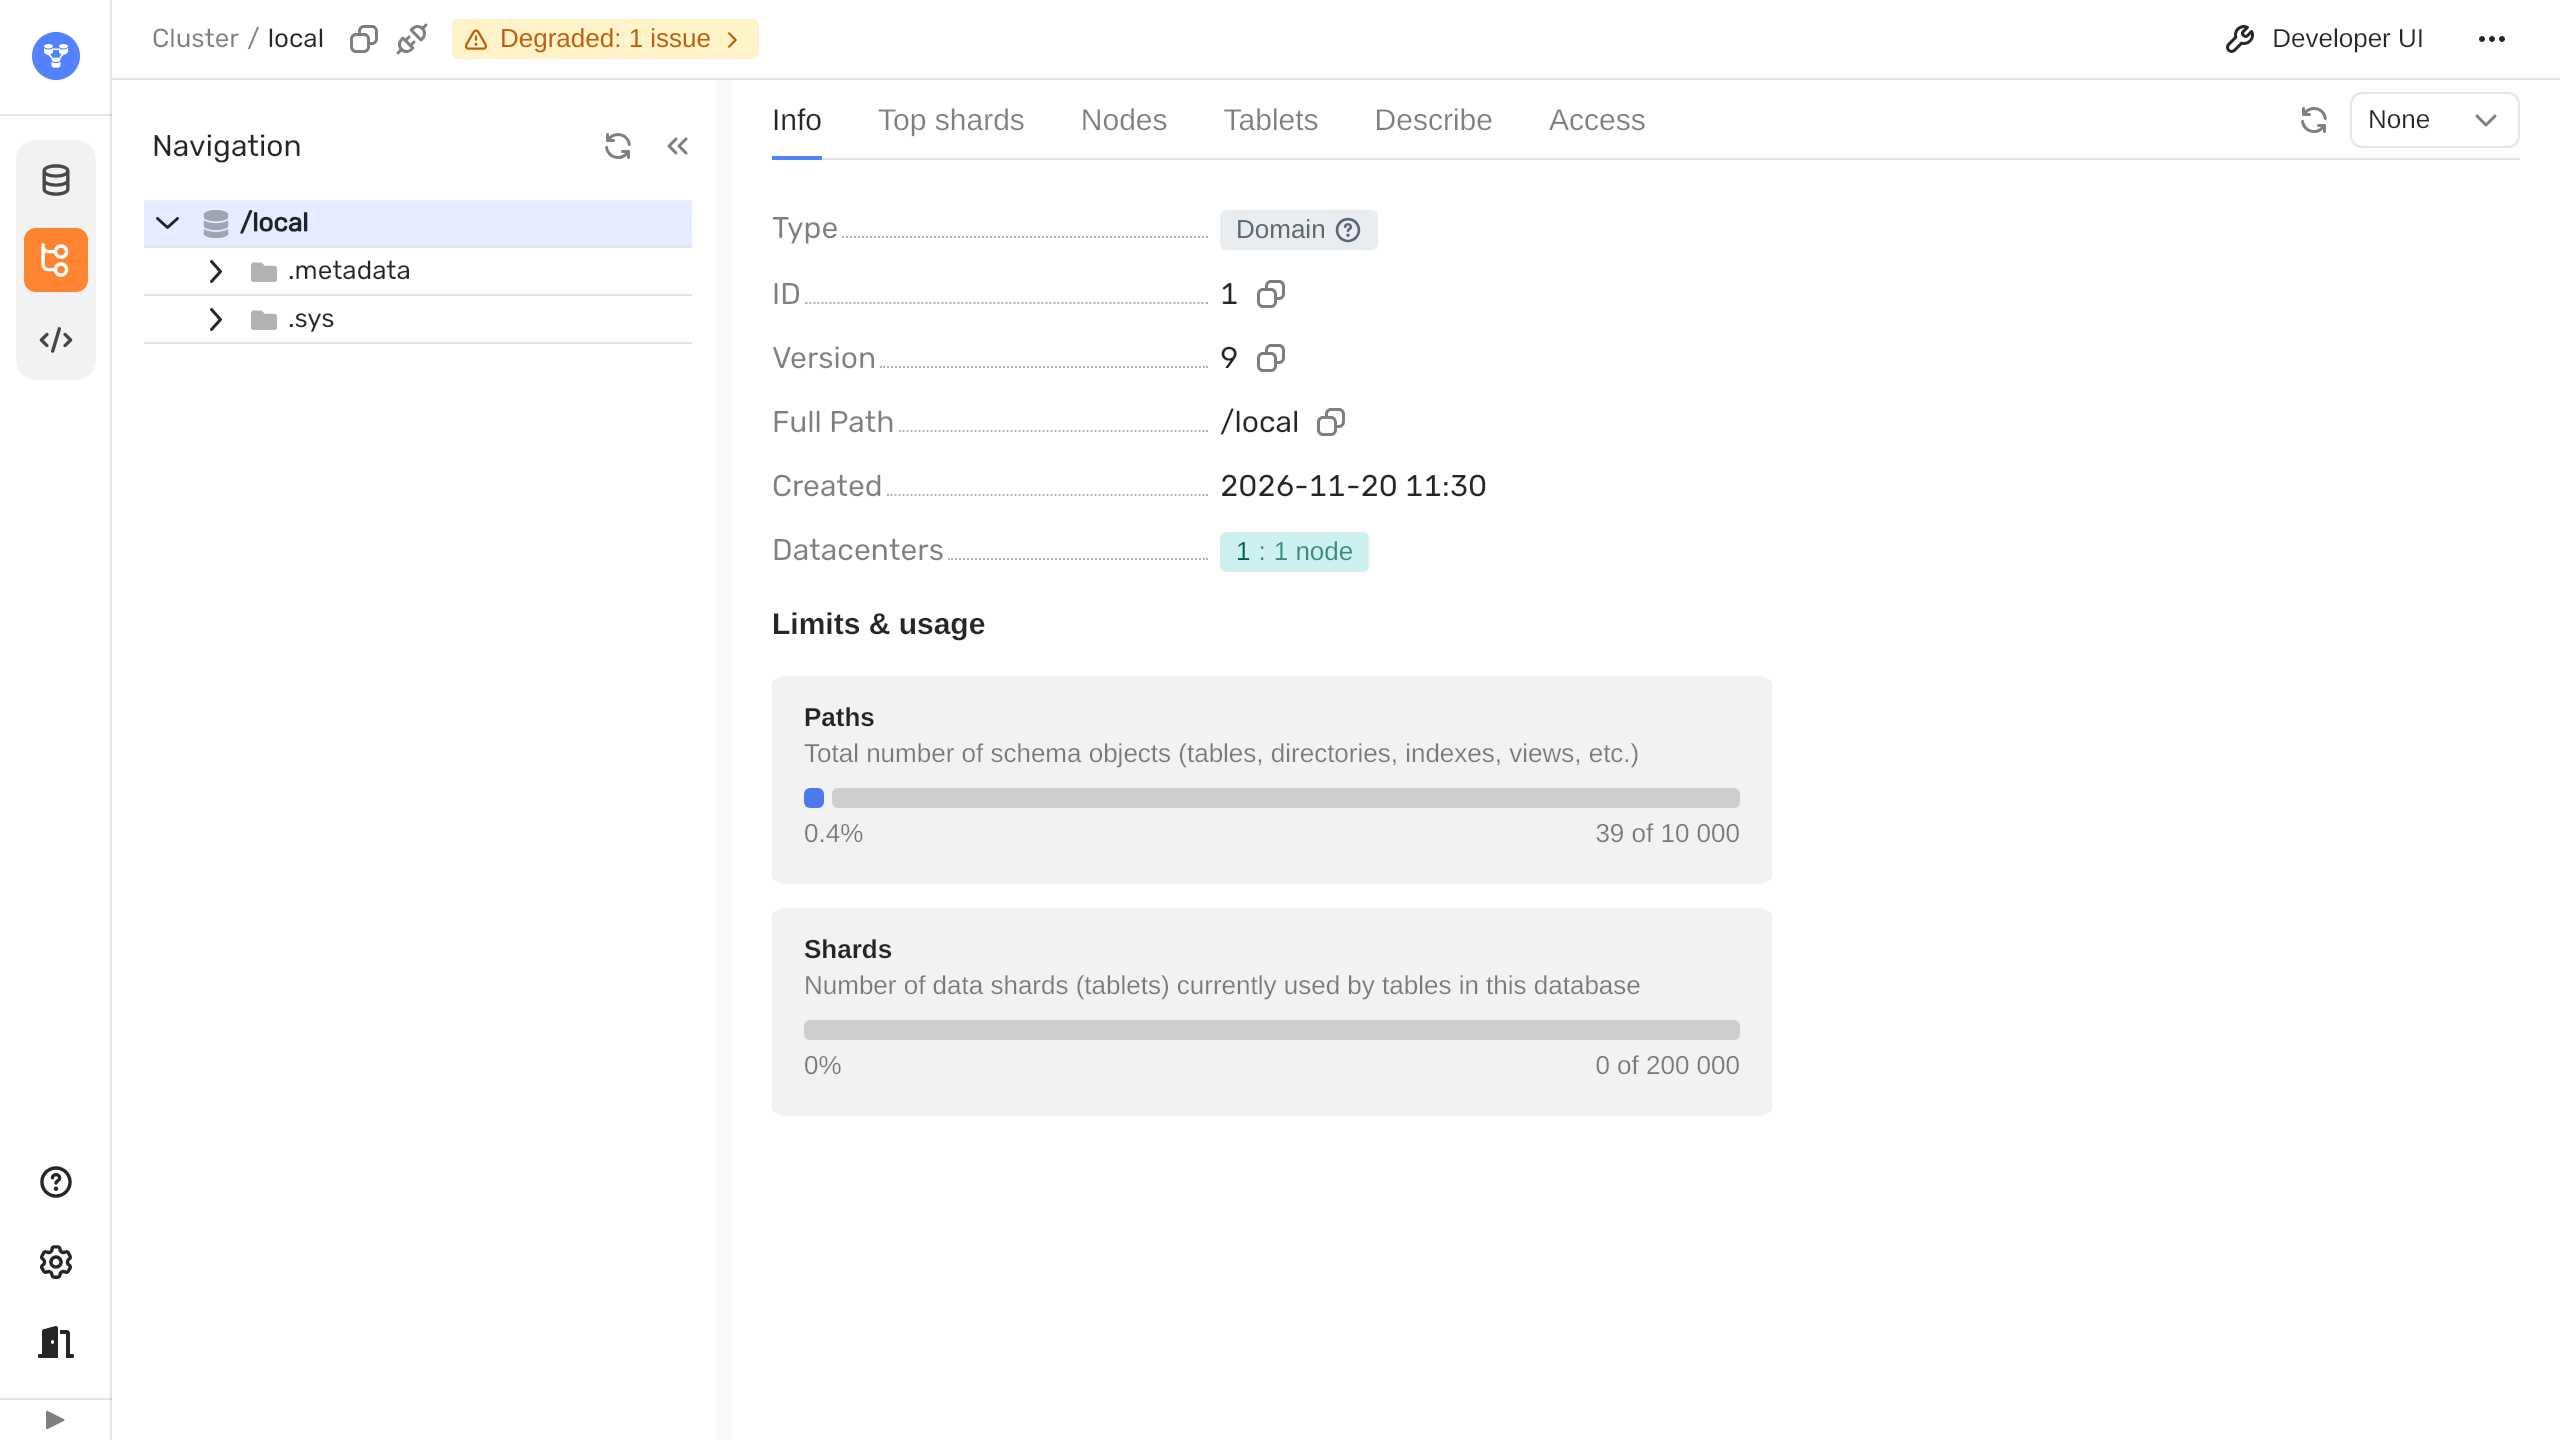 Cluster / local
Degraded: 1 issue
Developer UI
Navigation
/local
.metadata
.sys
Info
Top shards
Nodes
Tablets
Describe
Access
None
Type
Domain
ID
1
Version
9
Full Path
/local
Created
2026-11-20 11:30
Datacenters
1 : 1 node
Limits & usage
Paths
Total number of schema objects (tables, directories, indexes, views, etc.)
0.4%
39 of 10 000
Shards
Number of data shards (tablets) currently used by tables in this database
0%
0 of 200 000